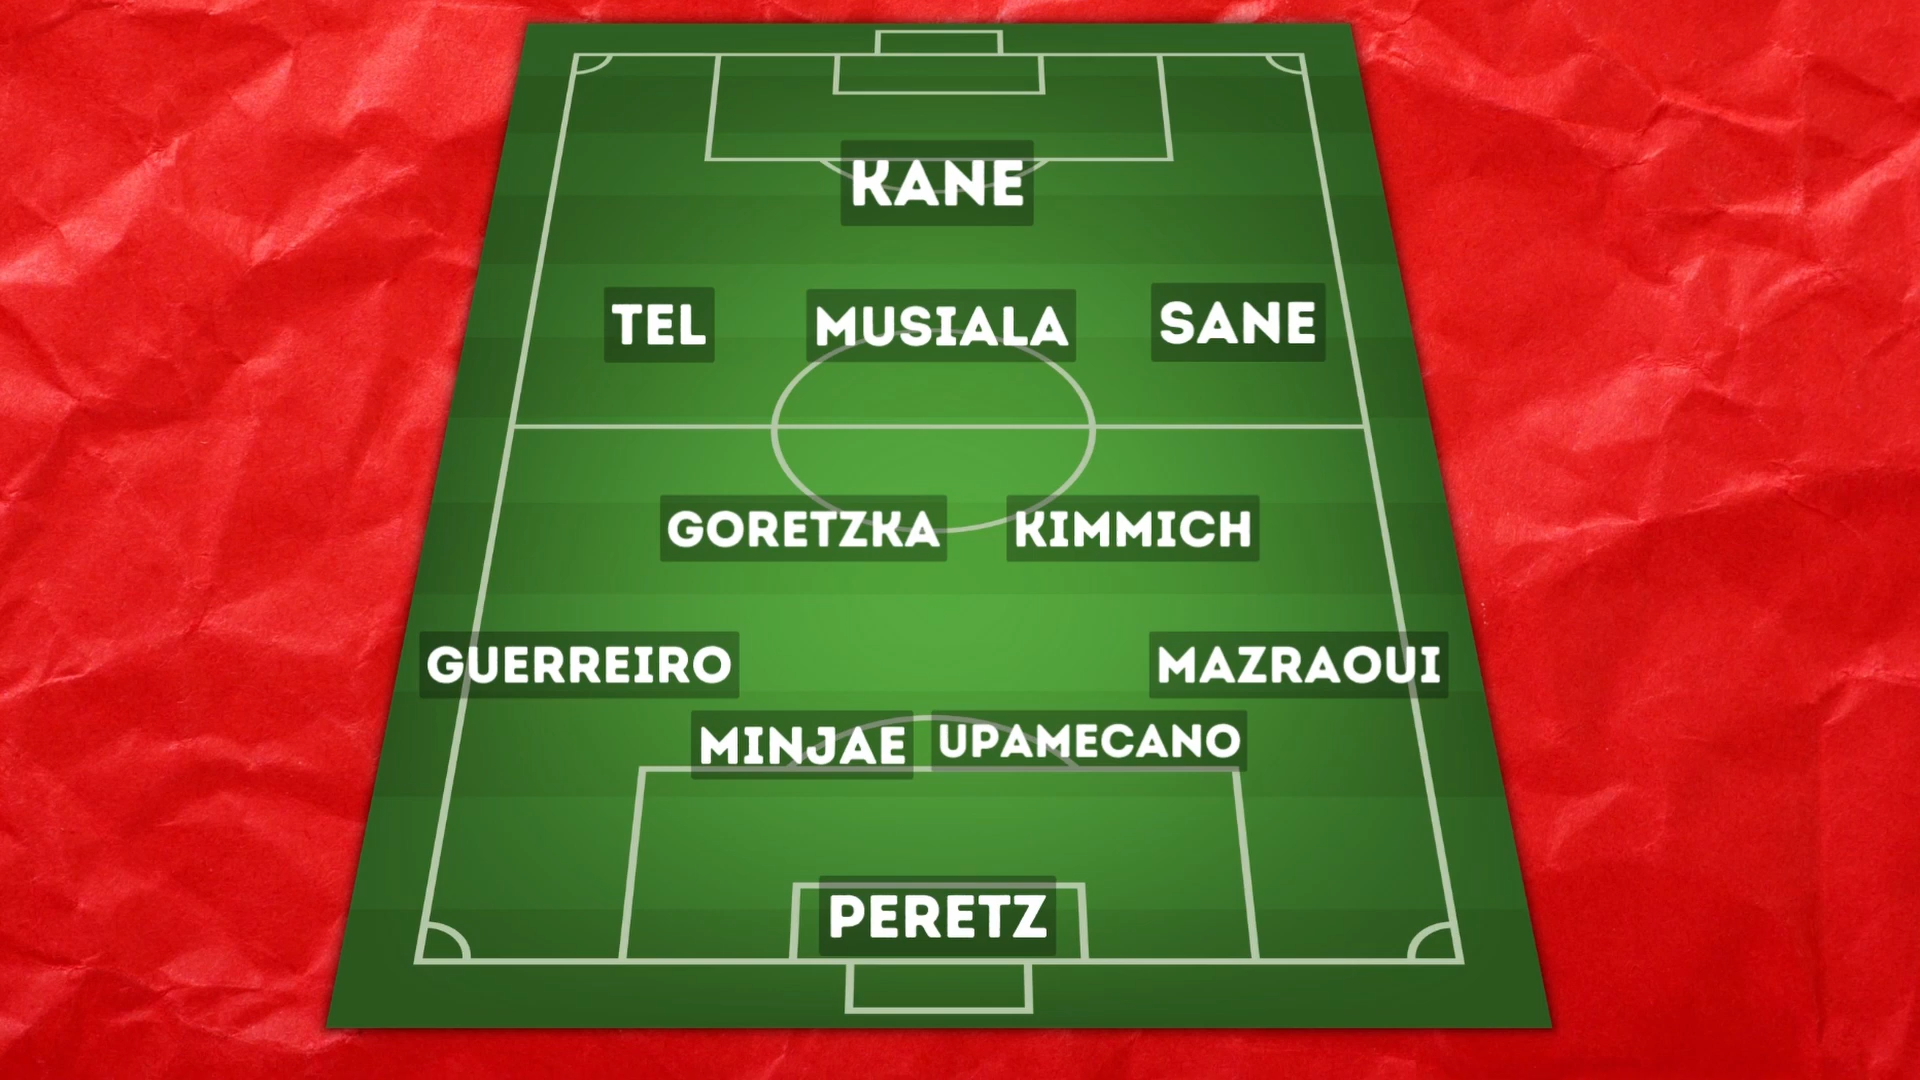 KANE
TEL MUSIALA SANE
GORETZKA KIMMICH
GUERREIRO MAZRAOUI
MINJAE UPAMECANO
PERETZ